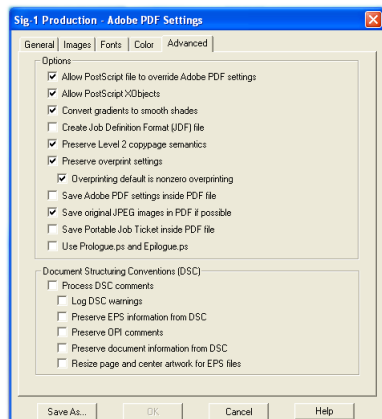 Sig-1 Production - Adobe PDF Settings
General Images Fonts Color Advanced
Options
Allow PostScript file to override Adobe PDF settings
Allow PostScript XObjects
Convert gradients to smooth shades
Create Job Definition Format (JDF) file
Preserve Level 2 copypage semantics
Preserve overprint settings
Overprinting default is nonzero overprinting
Save Adobe PDF settings inside PDF file
Save original JPEG images in PDF if possible
Save Portable Job Ticket inside PDF file
Use Prologue.ps and Epilogue.ps
Document Structuring Conventions (DSC)
Process DSC comments
Log DSC warnings
Preserve EPS information from DSC
Preserve OPI comments
Preserve document information from DSC
Resize page and center artwork for EPS files
Save As... OK Cancel Help